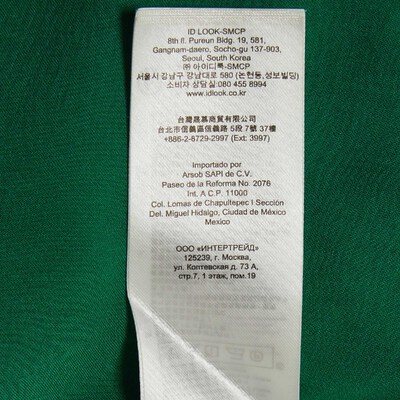 ID LOOK-SMCP
8th fl. Pureun Bldg. 19, 581,
Gangnam-daero, Socho-gu 137-903,
Seoul, South Korea
㈜ 아이디룩-SMCP
서울시 강남구 강남대로 580 (논현동,성보빌딩)
소비자 상담실:080 455 8994
www.idlook.co.kr
台灣晟慕商貿有限公司
台北市信義區信義路 5段 7號 37樓
+886-2-8729-2997 (Ext: 3997)
Importado por
Arsob SAPI de C.V.
Paseo de la Reforma No. 2076
Int. A C.P. 11000
Col. Lomas de Chapultepec I Sección
Del. Miguel Hidalgo, Ciudad de México
Mexico
ООО «ИНТЕРТРЕЙД»
125239, г. Москва,
ул. Коптевская д. 73 А,
стр.7, 1 этаж, пом.19